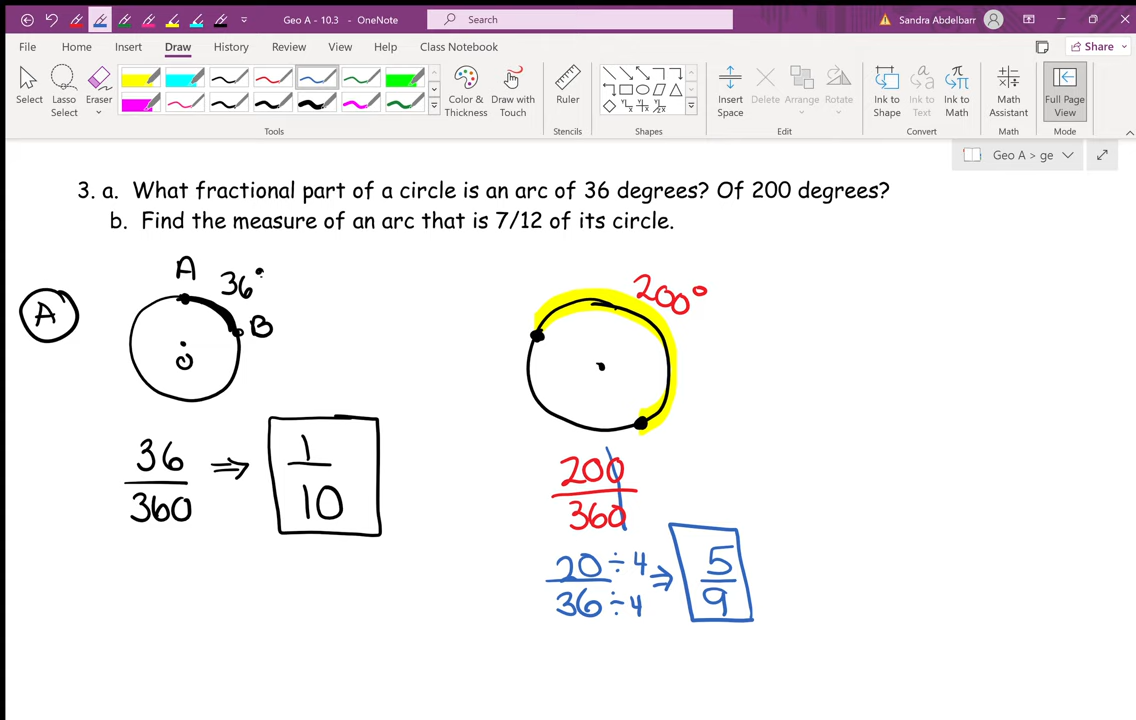 Geo A - 10.3 - OneNote
Search
Sandra Abdelbarr
File Home Insert Draw History Review View Help Class Notebook
Share
Select
Lasso Select
Eraser
Color & Thickness
Draw with Touch
Ruler
Insert Space
Delete
Arrange
Rotate
Ink to Shape
Ink to Text
Ink to Math
Math Assistant
Full Page View
Tools Stencils Shapes Edit Convert Math Mode
Geo A > ge
3. a. What fractional part of a circle is an arc of 36 degrees? Of 200 degrees?
b. Find the measure of an arc that is 7/12 of its circle.
A
A 36°
B
O
36/360 ⇒ 1/10
200°
200/360
20 ÷ 4 / 36 ÷ 4 ⇒ 5/9